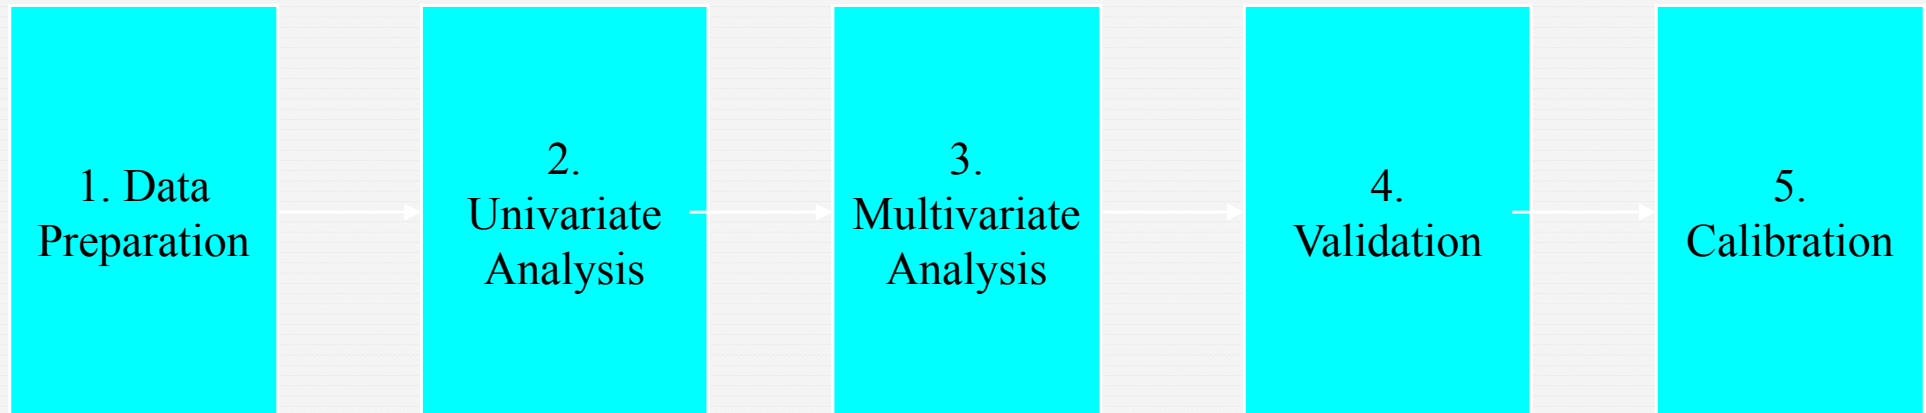 1. Data
Preparation
2.
Univariate
Analysis
3.
Multivariate
Analysis
4.
Validation
5.
Calibration